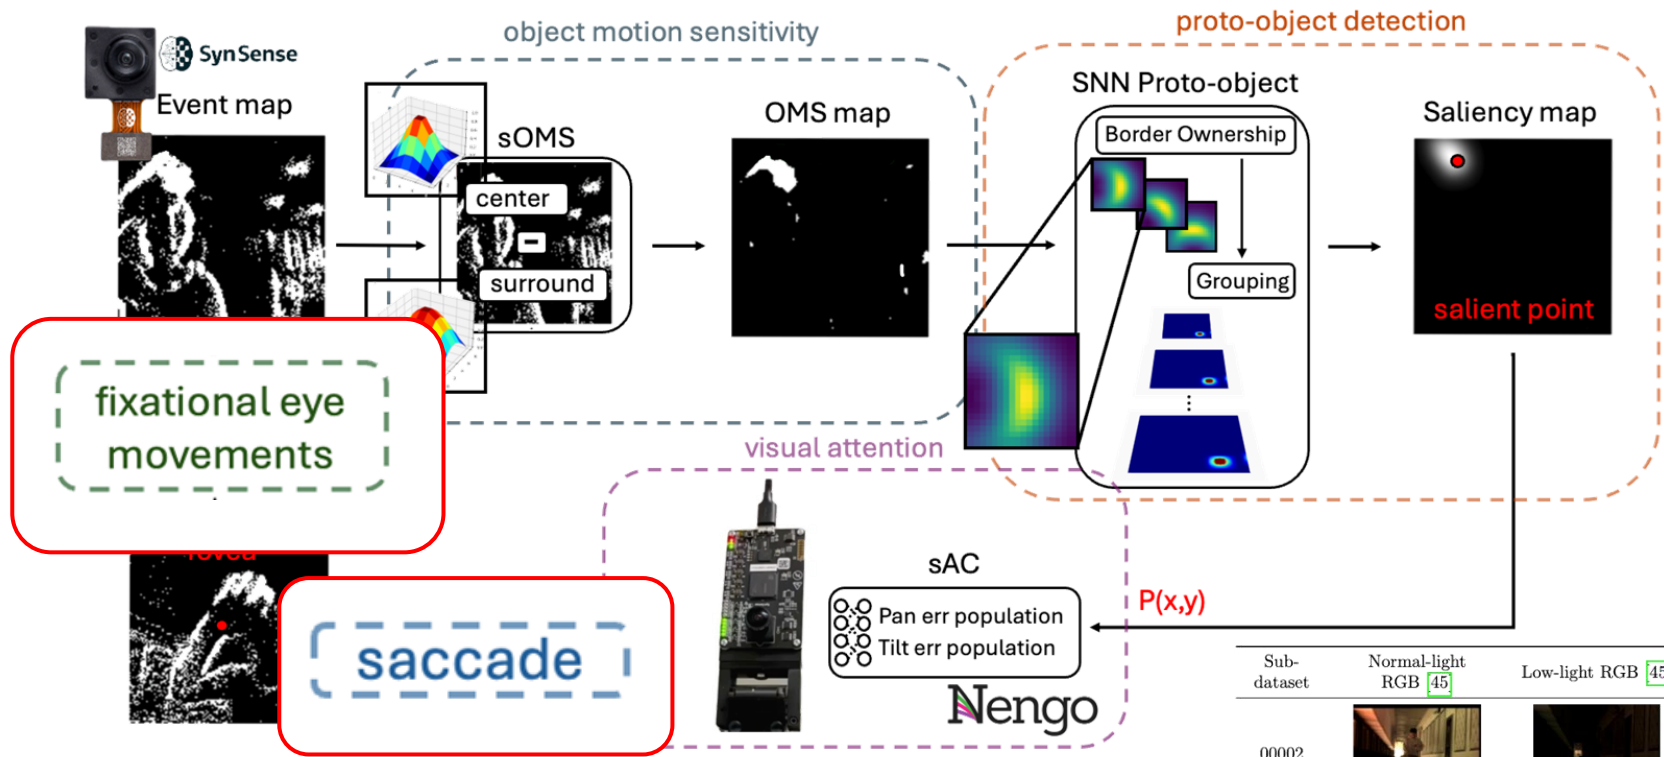 object motion sensitivity
proto-object detection
SynSense
Event map
sOMS
center
surround
OMS map
SNN Proto-object
Border Ownership
Grouping
Saliency map
salient point
fixational eye
movements
visual attention
saccade
sAC
Pan err population
Tilt err population
Nengo
P(x,y)
Sub-
dataset
Normal-light
RGB [45]
Low-light RGB [45
00002